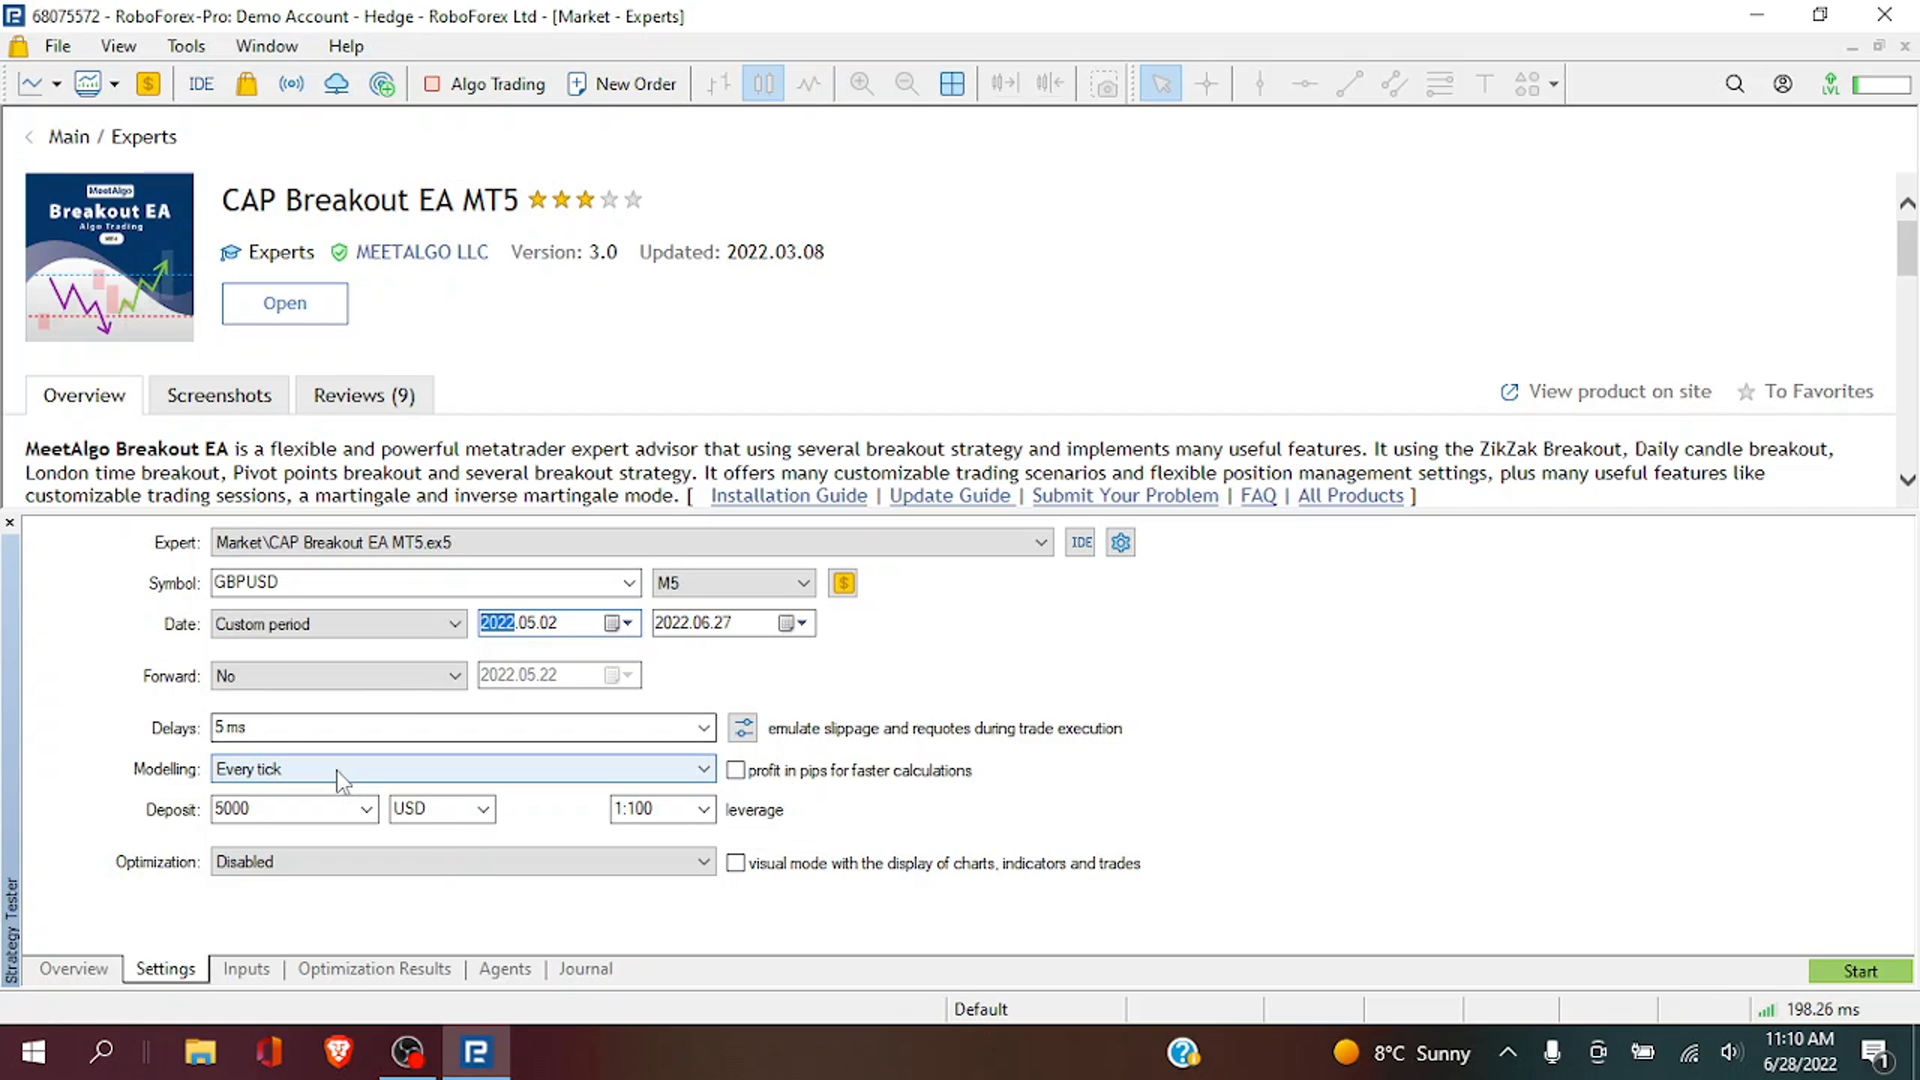 68075572 - RoboForex-Pro: Demo Account - Hedge - RoboForex Ltd - [Market - Experts]
File View Tools Window Help
IDE Algo Trading New Order LVL
Main / Experts
MeetAlgo
Breakout EA
Algo Trading
CAP Breakout EA MT5
Experts MEETALGO LLC Version: 3.0 Updated: 2022.03.08
Open
Overview Screenshots Reviews (9) View product on site To Favorites
MeetAlgo Breakout EA is a flexible and powerful metatrader expert advisor that using several breakout strategy and implements many useful features. It using the ZikZak Breakout, Daily candle breakout,
London time breakout, Pivot points breakout and several breakout strategy. It offers many customizable trading scenarios and flexible position management settings, plus many useful features like
customizable trading sessions, a martingale and inverse martingale mode. [ Installation Guide | Update Guide | Submit Your Problem | FAQ | All Products ]
Expert: Market\CAP Breakout EA MT5.ex5 IDE
Symbol: GBPUSD M5
Date: Custom period 2022.05.02 2022.06.27
Forward: No 2022.05.22
Delays: 5 ms emulate slippage and requotes during trade execution
Modelling: Every tick profit in pips for faster calculations
Deposit: 5000 USD 1:100 leverage
Optimization: Disabled visual mode with the display of charts, indicators and trades
Strategy Tester
Overview Settings Inputs Optimization Results Agents Journal Start
Default 198.26 ms
8°C Sunny 11:10 AM
6/28/2022 1